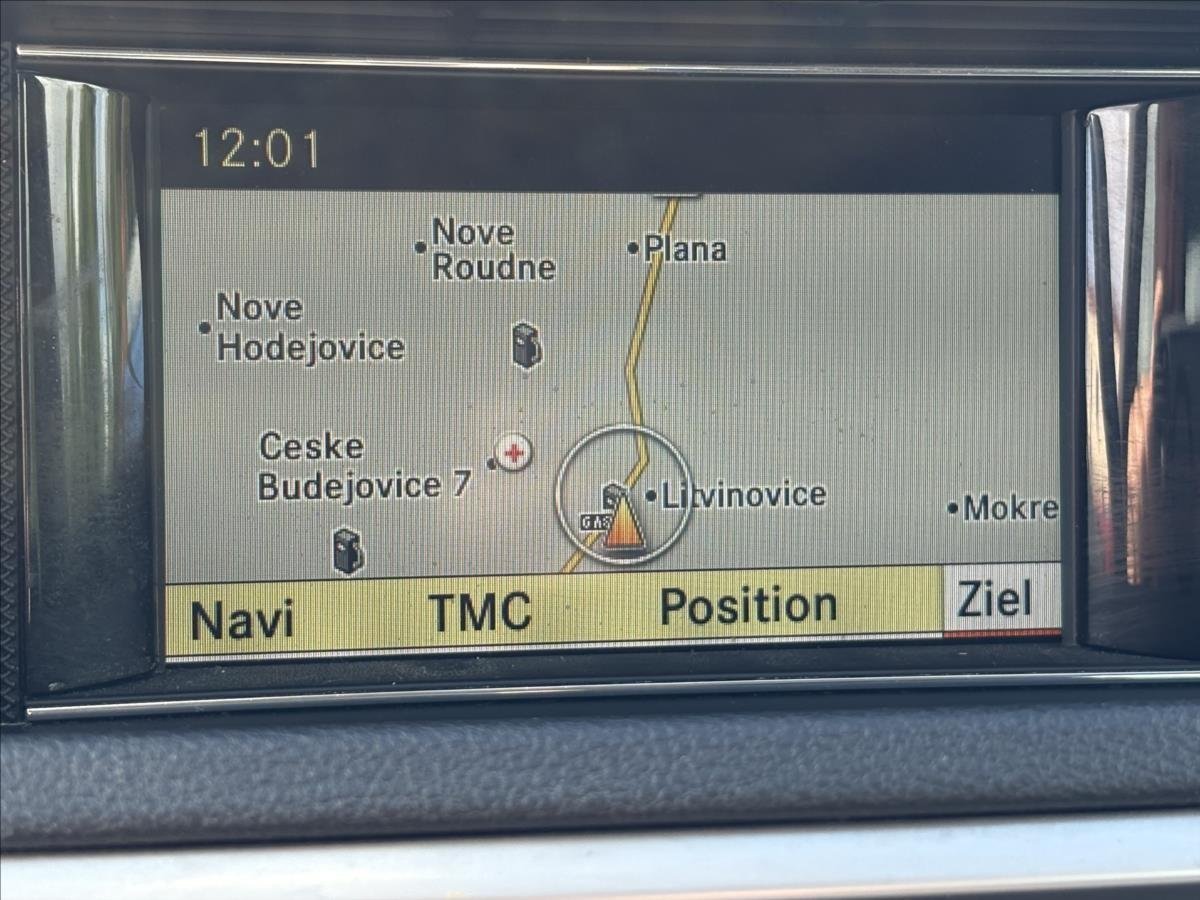 12:01
Nove
Roudne
Plana
Nove
Hodejovice
Ceske
Budejovice 7
Litvinovice
Mokre
GAS
Navi
TMC
Position
Ziel